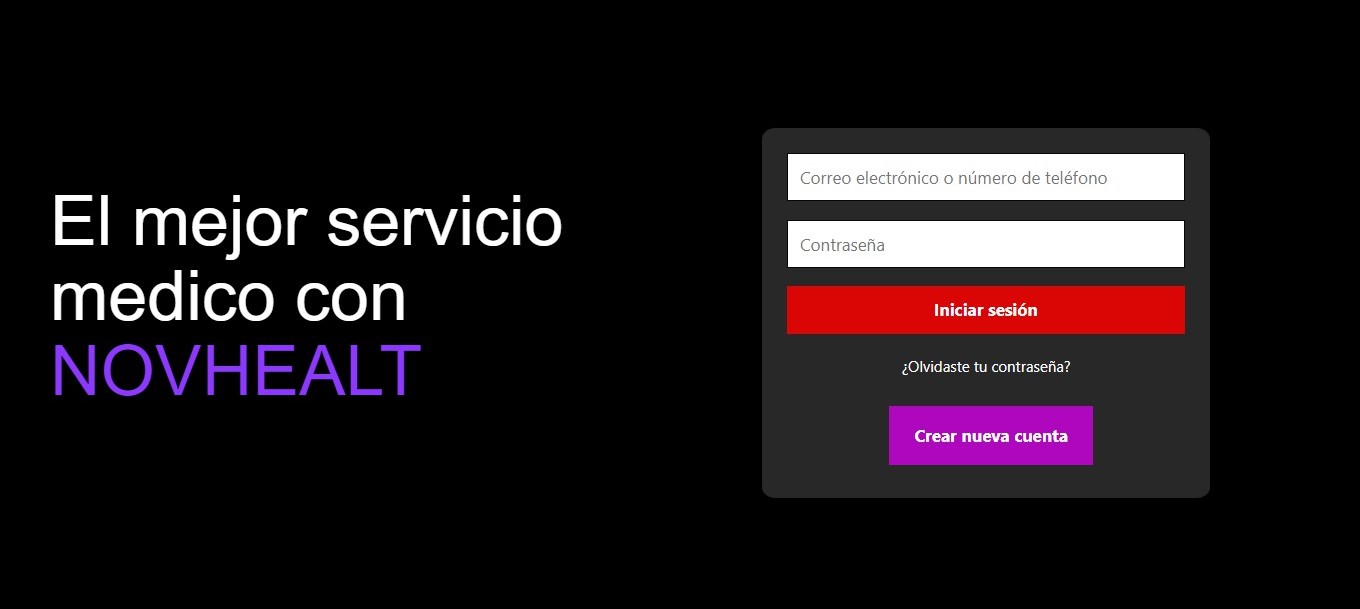 El mejor servicio
medico con
NOVHEALT
Correo electrónico o número de teléfono
Contraseña
Iniciar sesión
¿Olvidaste tu contraseña?
Crear nueva cuenta